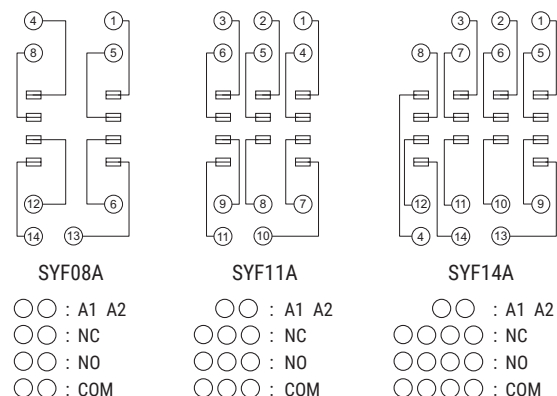 4 1 3 2 1 3 2 1
8 5 6 5 4 8 7 6 5
12 6 9 8 7 12 11 10 9
14 13 11 10 4 14 13
SYF08A SYF11A SYF14A
: A1 A2 : A1 A2 : A1 A2
: NC : NC : NC
: NO : NO : NO
: COM : COM : COM